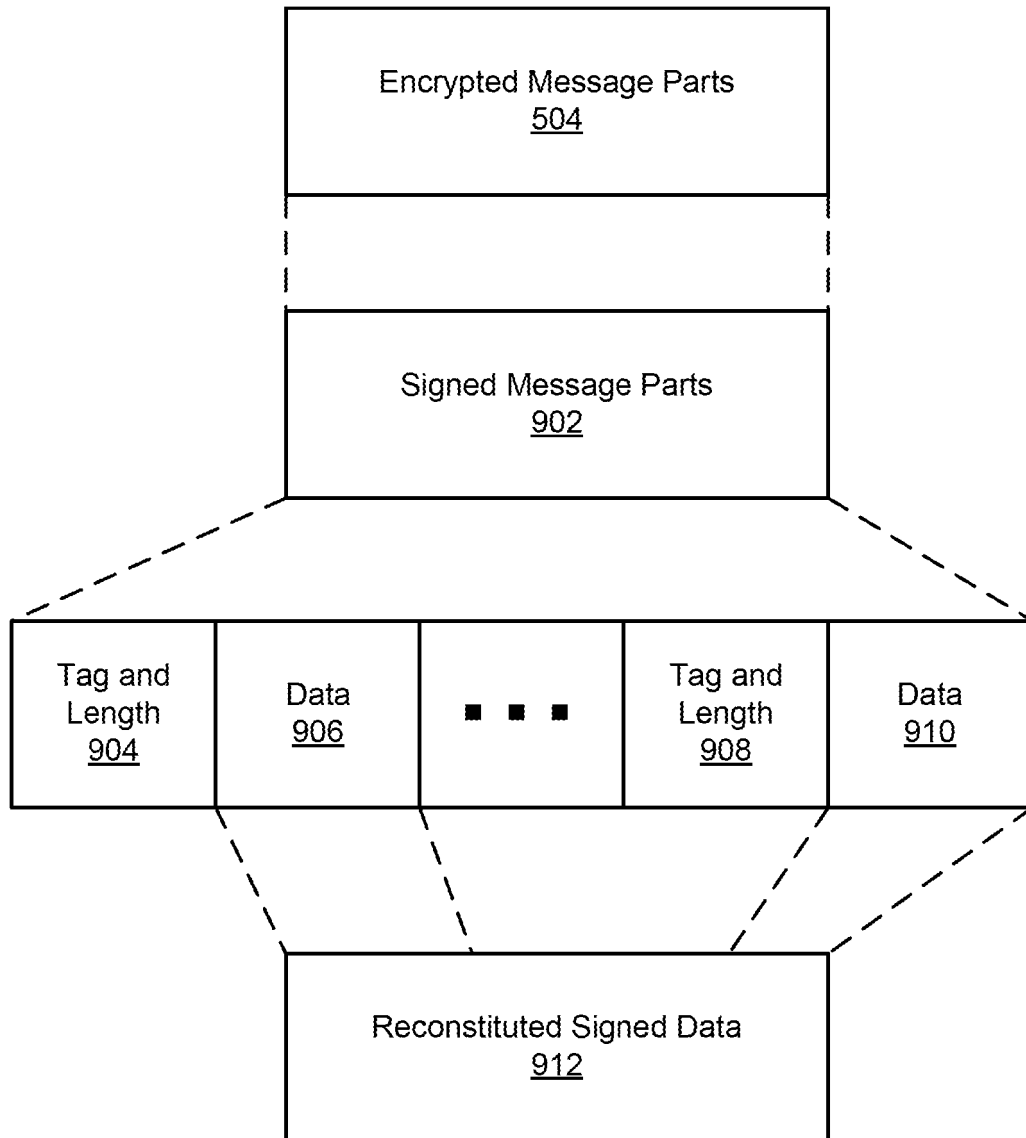 Encrypted Message Parts
504
Signed Message Parts
902
Tag and
Length
904
Data
906
Tag and
Length
908
Data
910
Reconstituted Signed Data
912